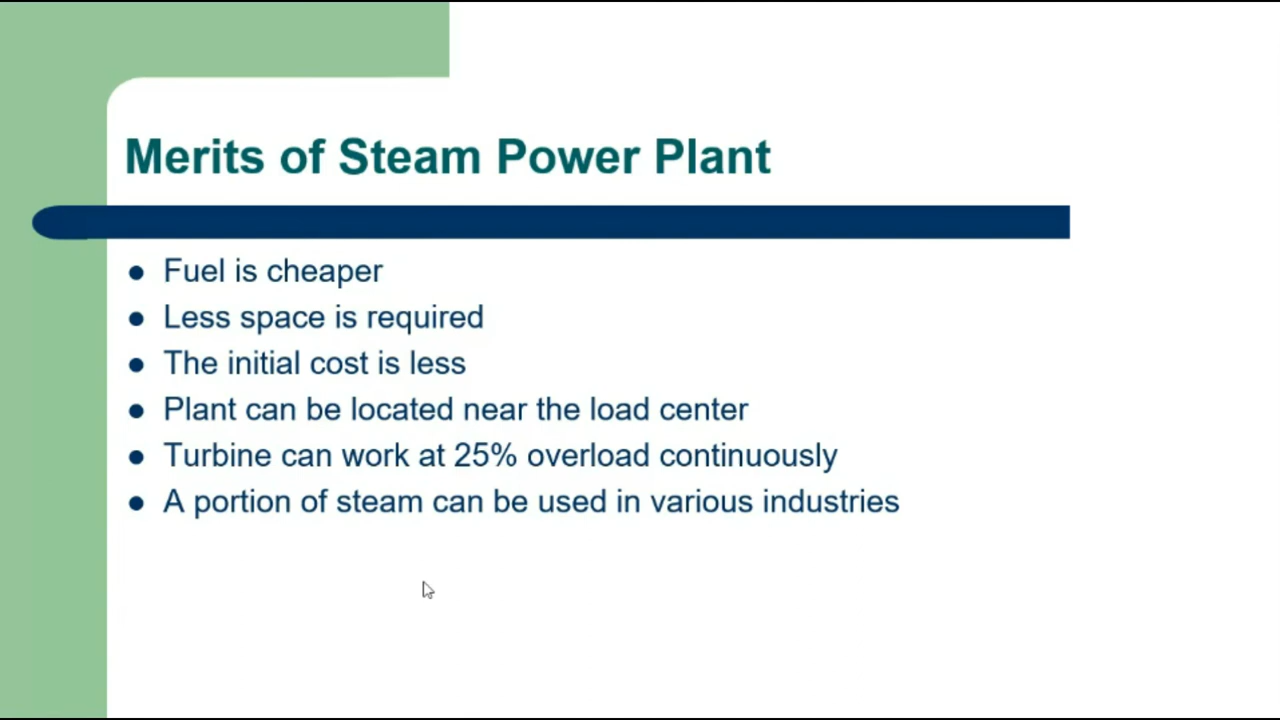 Merits of Steam Power Plant
● Fuel is cheaper
● Less space is required
● The initial cost is less
● Plant can be located near the load center
● Turbine can work at 25% overload continuously
● A portion of steam can be used in various industries